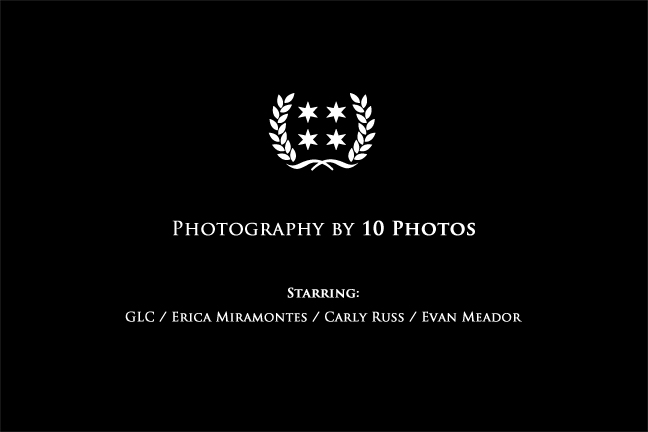 Photography by 10 Photos
Starring:
GLC / Erica Miramontes / Carly Russ / Evan Meador